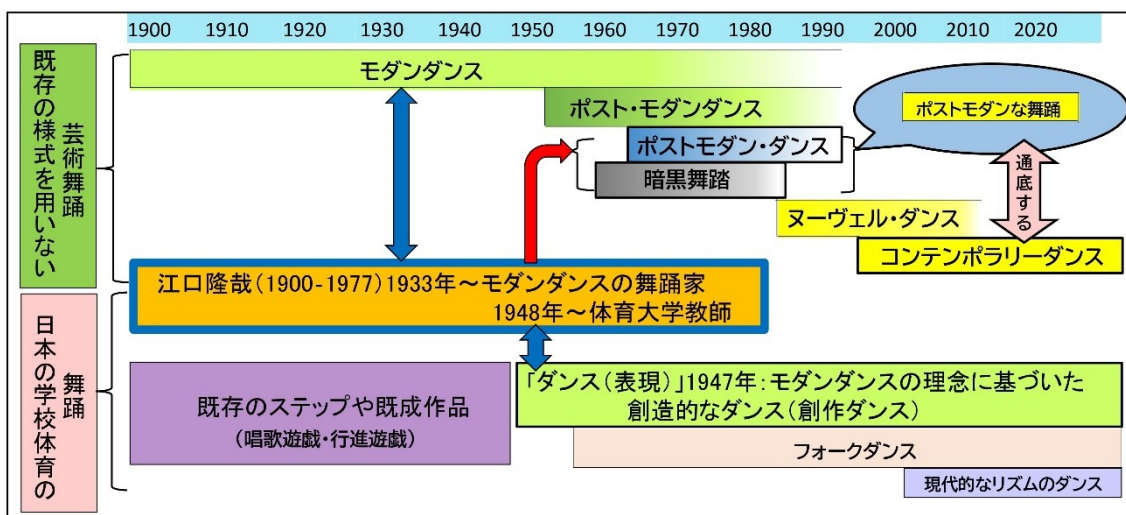 1900 1910 1920 1930 1940 1950 1960 1970 1980 1990 2000 2010 2020
既存の様式を用いない
芸術舞踊
モダンダンス
ポスト・モダンダンス
ポストモダン・ダンス
暗黒舞踏
ポストモダンな舞踊
通底する
ヌーヴェル・ダンス
コンテンポラリーダンス
江口隆哉(1900-1977)1933年~モダンダンスの舞踊家
1948年~体育大学教師
日本の学校体育の
舞踊
既存のステップや既成作品
(唱歌遊戯・行進遊戯)
「ダンス(表現)」1947年:モダンダンスの理念に基づいた
創造的なダンス(創作ダンス)
フォークダンス
現代的なリズムのダンス